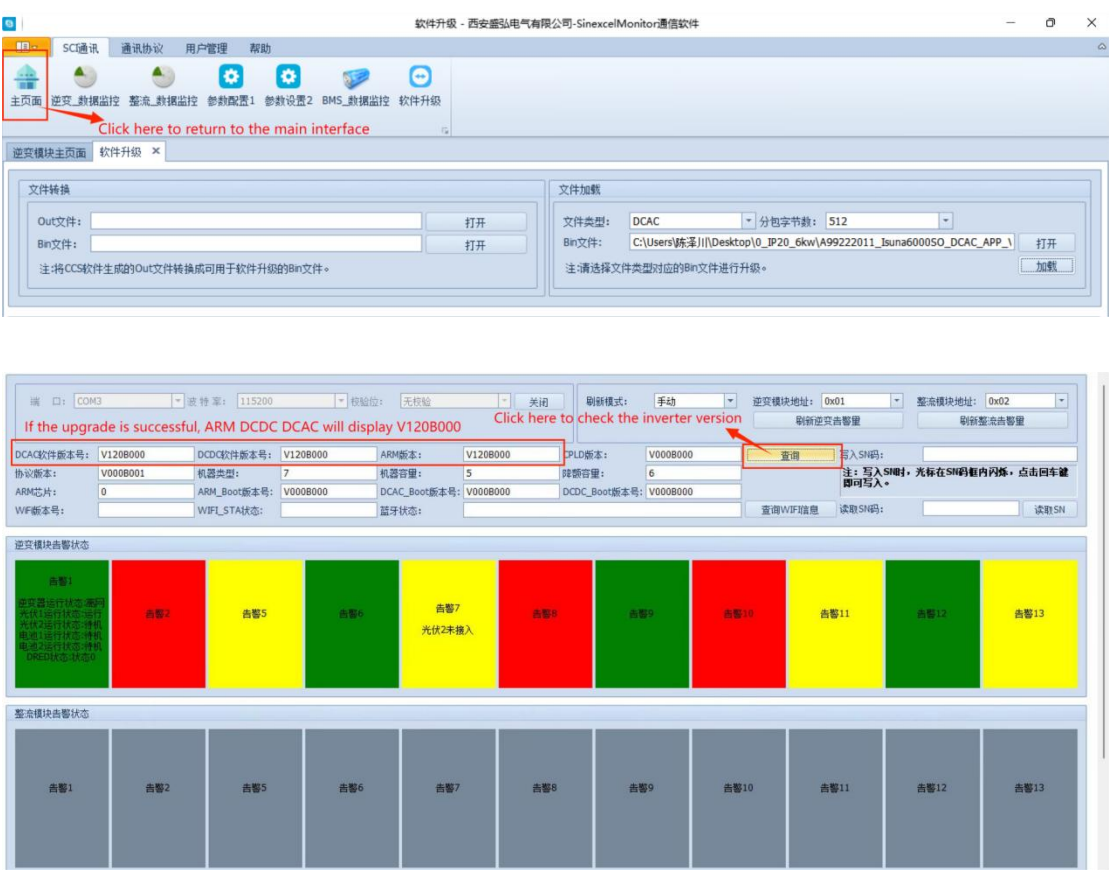 软件升级 - 西安盛弘电气有限公司-SinexcelMonitor通信软件
SCI通讯 通讯协议 用户管理 帮助
主页面 逆变_数据监控 整流_数据监控 参数配置1 参数设置2 BMS_数据监控 软件升级
Click here to return to the main interface
逆变模块主页面 软件升级
文件转换
Out文件: 打开
Bin文件: 打开
注:将CCS软件生成的Out文件转换成可用于软件升级的Bin文件。
文件加载
文件类型: DCAC 分包字节数: 512
Bin文件: C:\Users\陈泽川\Desktop\0_IP20_6kw\A99222011_Isuna6000SO_DCAC_APP_\ 打开
注:请选择文件类型对应的Bin文件进行升级。 加载
端 口: COM3 波 特 率: 115200 校验位: 无校验 关闭 刷新模式: 手动 逆变模块地址: 0x01 整流模块地址: 0x02
If the upgrade is successful, ARM DCDC DCAC will display V120B000
Click here to check the inverter version
刷新逆变告警量 刷新整流告警量
DCAC软件版本号: V120B000 DCDC软件版本号: V120B000 ARM版本: V120B000 CPLD版本: V000B000 查询 写入SN码:
协议版本: V000B001 机器类型: 7 机器容量: 5 降额容量: 6 注: 写入SN时, 光标在SN码框内闪烁, 点击回车键即可写入。
ARM芯片: 0 ARM_Boot版本号: V000B000 DCAC_Boot版本号: V000B000 DCDC_Boot版本号: V000B000
WIFI版本号: WIFI_STA状态: 蓝牙状态: 查询WIFI信息 读取SN码: 读取SN
逆变模块告警状态
告警1 告警2 告警5 告警6 告警7 告警8 告警9 告警10 告警11 告警12 告警13
逆变器运行状态:离网
光伏1运行状态:运行
光伏2运行状态:待机
电池1运行状态:待机
电池2运行状态:待机
DRED状态:状态0
光伏2未接入
整流模块告警状态
告警1 告警2 告警5 告警6 告警7 告警8 告警9 告警10 告警11 告警12 告警13